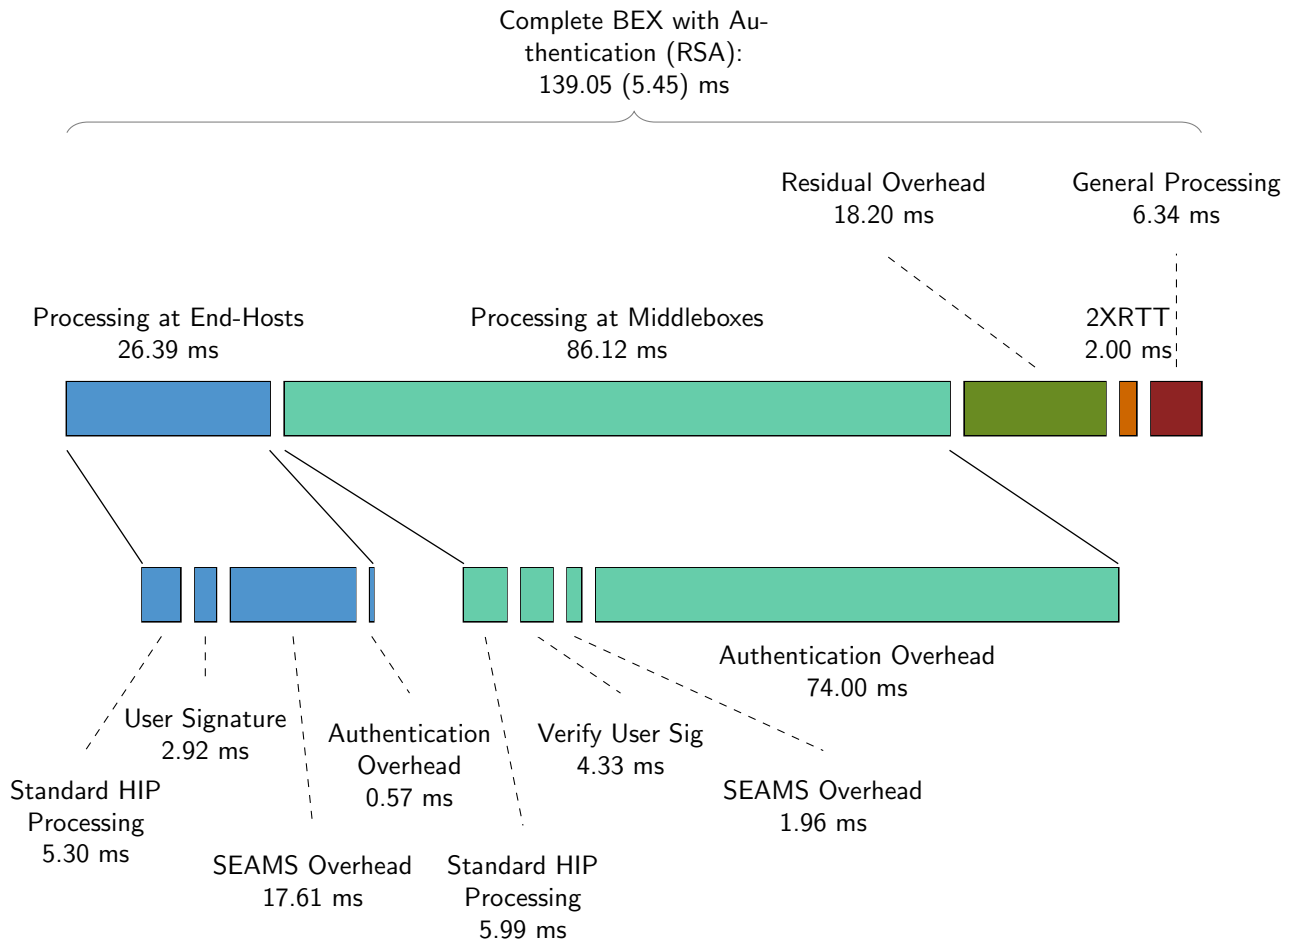 Complete BEX with Au-
thentication (RSA):
139.05 (5.45) ms
Residual Overhead
18.20 ms
General Processing
6.34 ms
Processing at End-Hosts
26.39 ms
Processing at Middleboxes
86.12 ms
2XRTT
2.00 ms
Authentication Overhead
74.00 ms
User Signature
2.92 ms
Authentication
Overhead
0.57 ms
Verify User Sig
4.33 ms
Standard HIP
Processing
5.30 ms
SEAMS Overhead
1.96 ms
SEAMS Overhead
17.61 ms
Standard HIP
Processing
5.99 ms